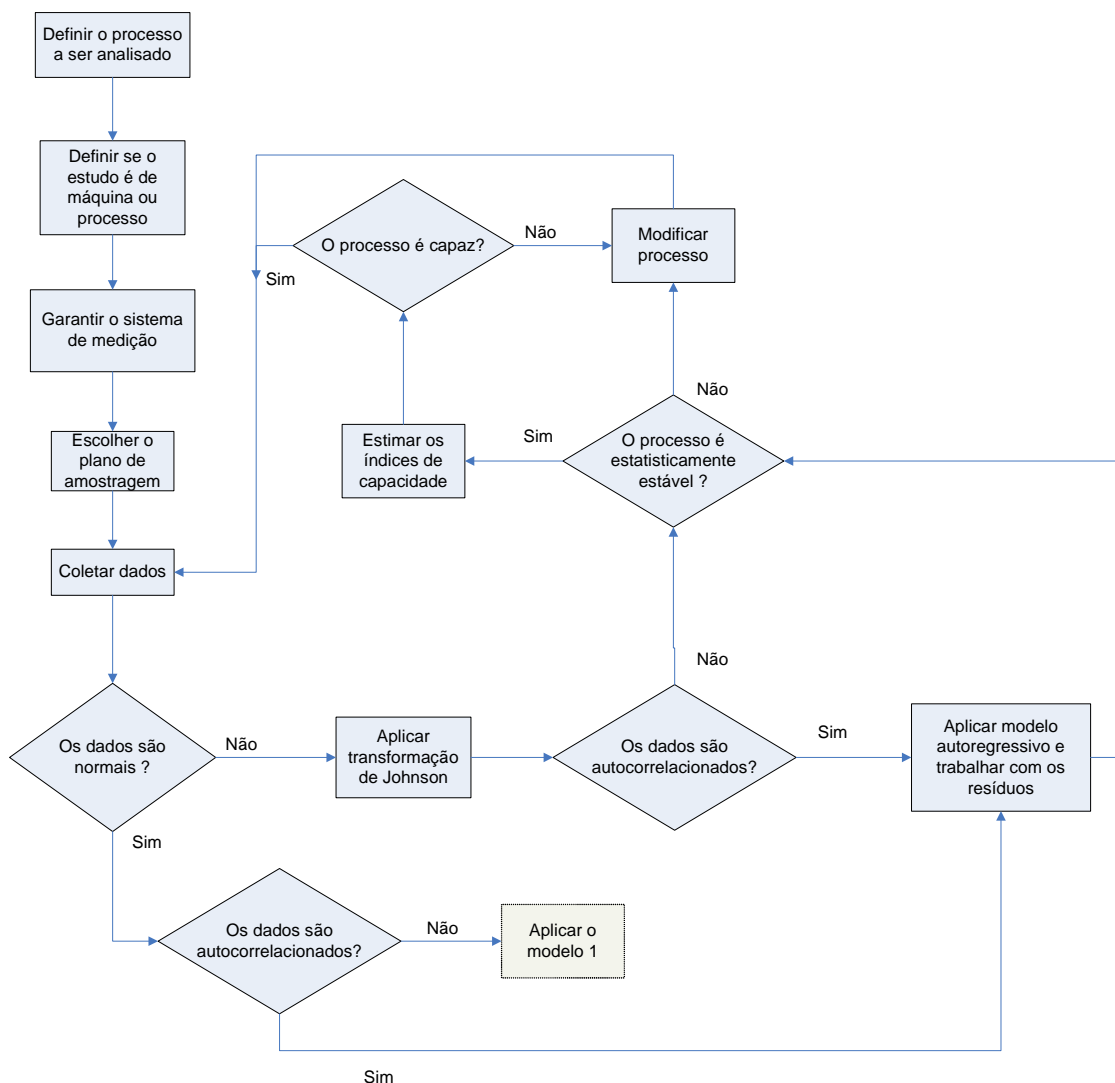 Definir o processo
a ser analisado
Definir se o
estudo é de
máquina ou
processo
Garantir o sistema
de medição
Escolher o
plano de
amostragem
Coletar dados
O processo é capaz?
Não
Sim
Modificar
processo
Não
Estimar os
índices de
capacidade
Sim
O processo é
estatisticamente
estável ?
Não
Os dados são
normais ?
Não
Aplicar
transformação
de Johnson
Os dados são
autocorrelacionados?
Sim
Aplicar modelo
autoregressivo e
trabalhar com os
resíduos
Sim
Os dados são
autocorrelacionados?
Não
Aplicar o
modelo 1
Sim